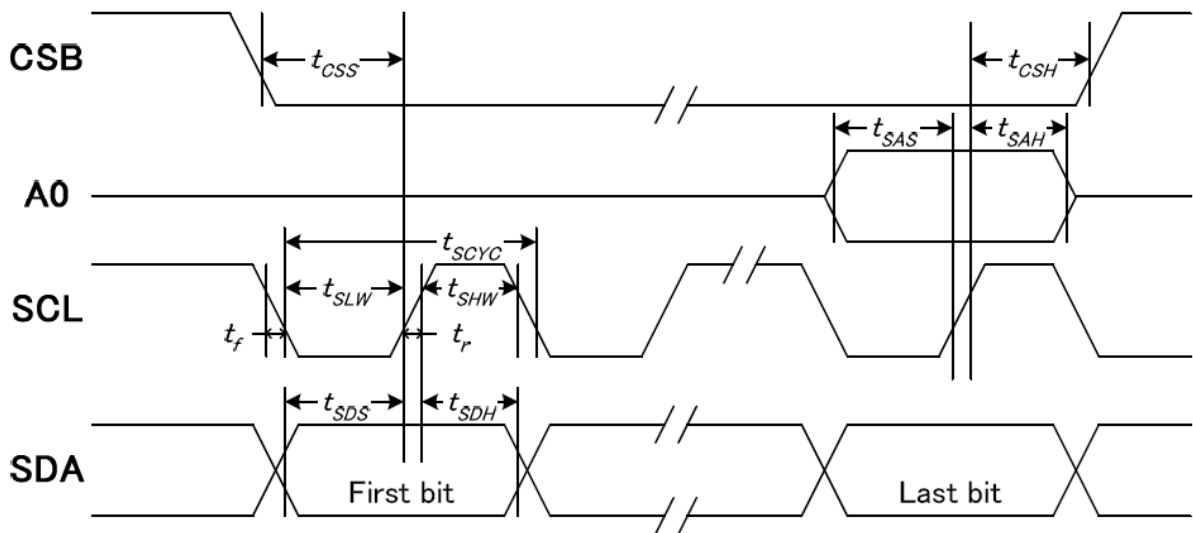 CSB
tCSS
tCSH
tSAS
tSAH
A0
tSCYC
SCL
tSLW
tSHW
tf
tr
tSDS
tSDH
SDA
First bit
Last bit